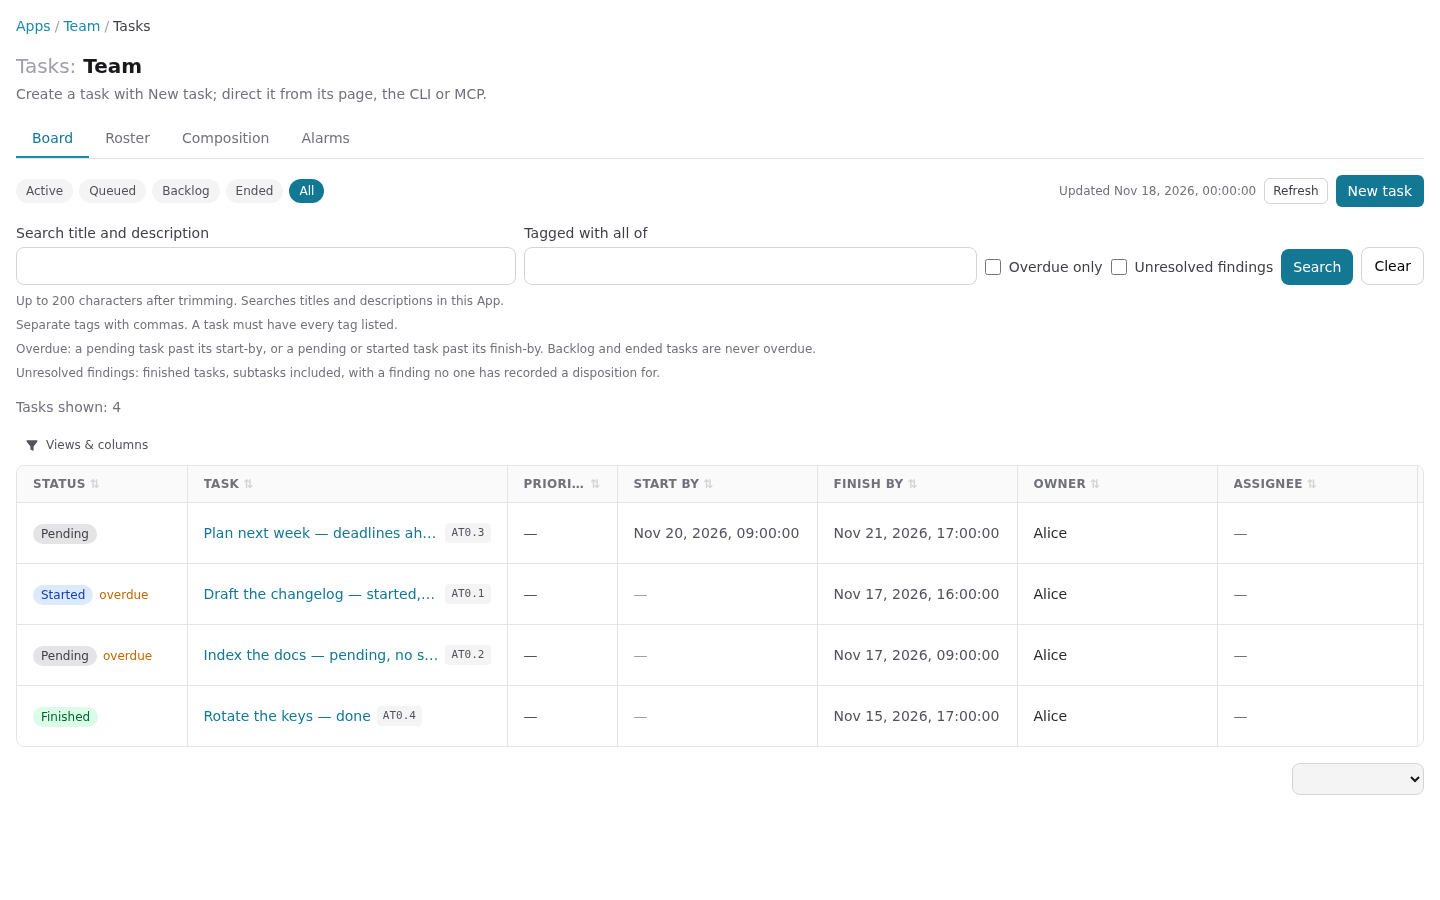 Apps / Team / Tasks
Tasks: Team
Create a task with New task; direct it from its page, the CLI or MCP.
Board Roster Composition Alarms
Active Queued Backlog Ended All Updated Nov 18, 2026, 00:00:00 Refresh New task
Search title and description Tagged with all of
Overdue only Unresolved findings Search Clear
Up to 200 characters after trimming. Searches titles and descriptions in this App.
Separate tags with commas. A task must have every tag listed.
Overdue: a pending task past its start-by, or a pending or started task past its finish-by. Backlog and ended tasks are never overdue.
Unresolved findings: finished tasks, subtasks included, with a finding no one has recorded a disposition for.
Tasks shown: 4
Views & columns
STATUS TASK PRIORI... START BY FINISH BY OWNER ASSIGNEE
Pending Plan next week — deadlines ah... AT0.3 — Nov 20, 2026, 09:00:00 Nov 21, 2026, 17:00:00 Alice —
Started overdue Draft the changelog — started,... AT0.1 — — Nov 17, 2026, 16:00:00 Alice —
Pending overdue Index the docs — pending, no s... AT0.2 — — Nov 17, 2026, 09:00:00 Alice —
Finished Rotate the keys — done AT0.4 — — Nov 15, 2026, 17:00:00 Alice —